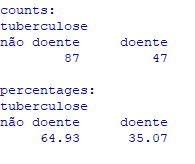 counts:
tuberculose
não doente doente
87 47
percentages:
tuberculose
não doente doente
64.93 35.07